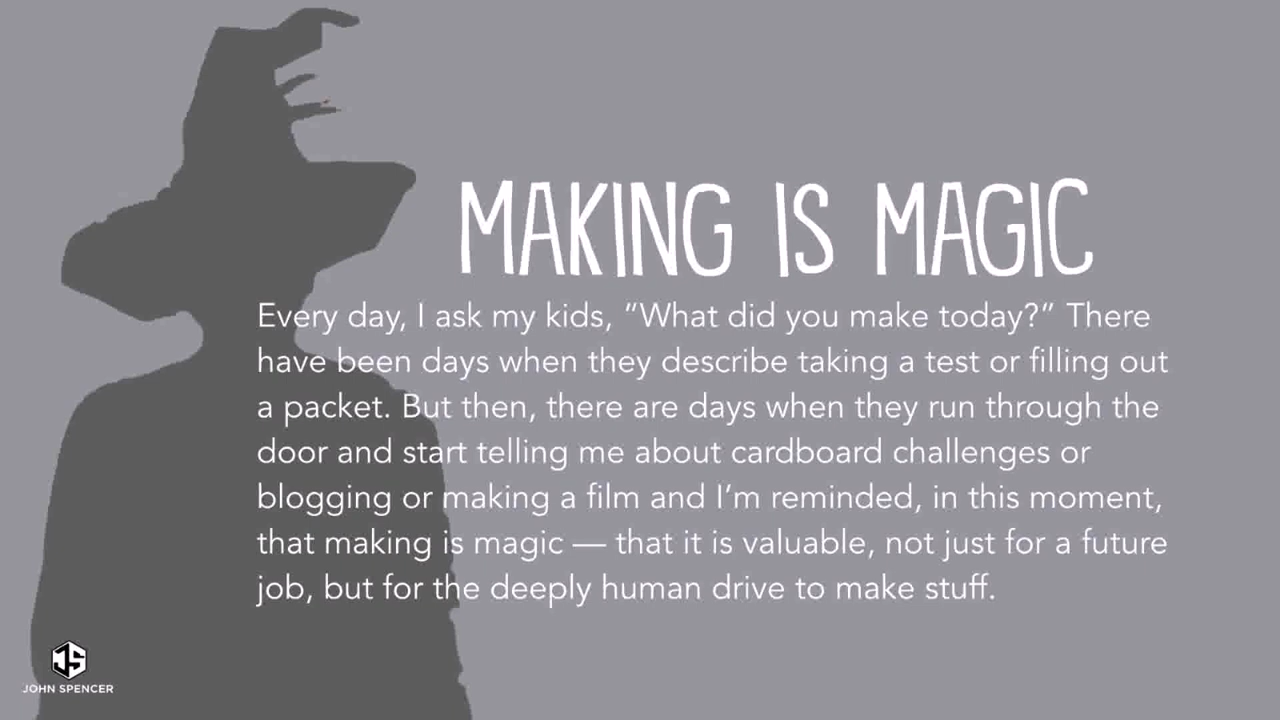 MAKING IS MAGIC
Every day, I ask my kids, “What did you make today?” There
have been days when they describe taking a test or filling out
a packet. But then, there are days when they run through the
door and start telling me about cardboard challenges or
blogging or making a film and I’m reminded, in this moment,
that making is magic — that it is valuable, not just for a future
job, but for the deeply human drive to make stuff.
JS
JOHN SPENCER